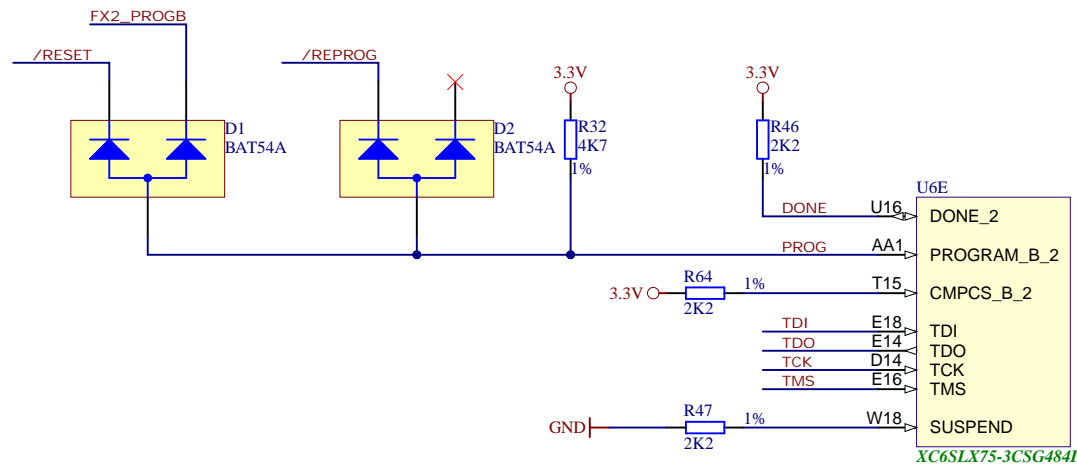 FX2_PROGB
/RESET
/REPROG
3.3V
3.3V
D1
BAT54A
D2
BAT54A
R32
4K7
1%
R46
2K2
1%
U6E
DONE
U16
DONE_2
PROG
AA1
PROGRAM_B_2
3.3V
R64
2K2
1%
T15
CMPCS_B_2
TDI
E18
TDI
TDO
E14
TDO
TCK
D14
TCK
TMS
E16
TMS
GND
R47
2K2
1%
W18
SUSPEND
XC6SLX75-3CSG484I